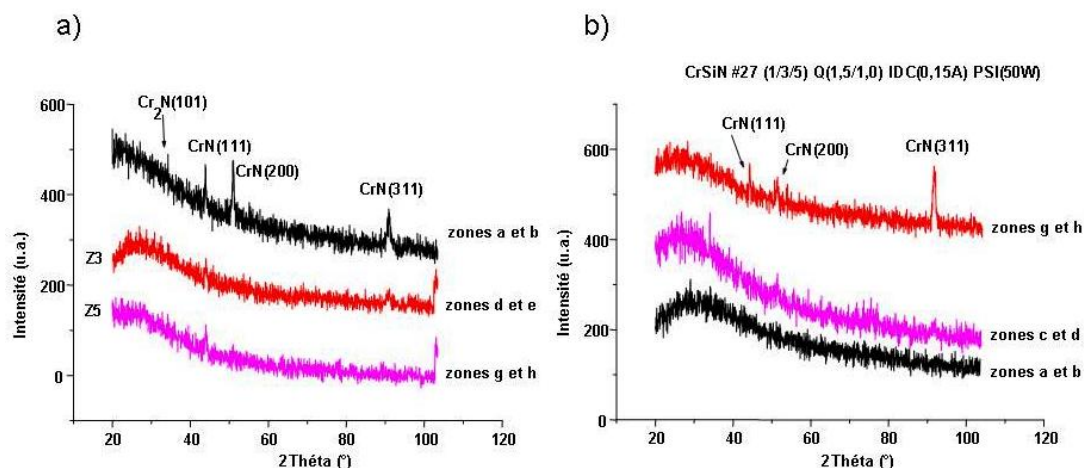 a)
600
400
200
0
20
40
60
80
100
120
Intensité (u.a.)
2Théta (°)
Cr2N(101)
CrN(111)
CrN(200)
CrN(311)
zones a et b
Z3
zones d et e
Z5
zones g et h
b)
CrSiN #27 (1/3/5) Q(1,5/1,0) IDC(0,15A) PSI(50W)
600
400
200
0
20
40
60
80
100
120
Intensité (u.a.)
2Théta (°)
CrN(111)
CrN(200)
CrN(311)
zones g et h
zones c et d
zones a et b